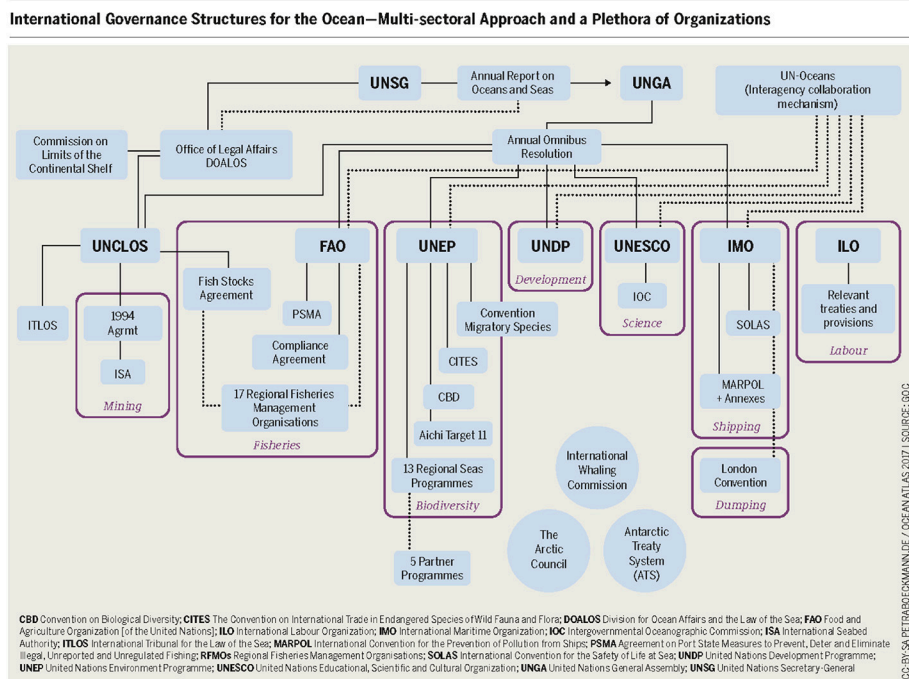 International Governance Structures for the Ocean—Multi-sectoral Approach and a Plethora of Organizations
UNSG
Annual Report on
Oceans and Seas
UNGA
UN-Oceans
(Interagency collaboration
mechanism)
Commission on
Limits of the
Continental Shelf
Office of Legal Affairs
DOALOS
Annual Omnibus
Resolution
UNCLOS
FAO
UNEP
UNDP
UNESCO
IMO
ILO
Development
Fish Stocks
Agreement
ITLOS
1994
Agrmt
ISA
Mining
PSMA
Compliance
Agreement
17 Regional Fisheries
Management
Organisations
Fisheries
Convention
Migratory Species
CITES
CBD
Aichi Target 11
13 Regional Seas
Programmes
Biodiversity
5 Partner
Programmes
IOC
Science
SOLAS
MARPOL
+ Annexes
Shipping
London
Convention
Dumping
Relevant
treaties and
provisions
Labour
International
Whaling
Commission
The
Arctic
Council
Antarctic
Treaty
System
(ATS)
CBD Convention on Biological Diversity; CITES The Convention on International Trade in Endangered Species of Wild Fauna and Flora; DOALOS Division for Ocean Affairs and the Law of the Sea; FAO Food and
Agriculture Organization [of the United Nations]; ILO International Labour Organization; IMO International Maritime Organization; IOC Intergovernmental Oceanographic Commission; ISA International Seabed
Authority; ITLOS International Tribunal for the Law of the Sea; MARPOL International Convention for the Prevention of Pollution from Ships; PSMA Agreement on Port State Measures to Prevent, Deter and Eliminate
Illegal, Unreported and Unregulated Fishing; RFMOs Regional Fisheries Management Organisations; SOLAS International Convention for the Safety of Life at Sea; UNDP United Nations Development Programme;
UNEP United Nations Environment Programme; UNESCO United Nations Educational, Scientific and Cultural Organization; UNGA United Nations General Assembly; UNSG United Nations Secretary-General
CC-BY-SA PETRABOECKMANN.DE / OCEAN ATLAS 2017 | SOURCE: GOC